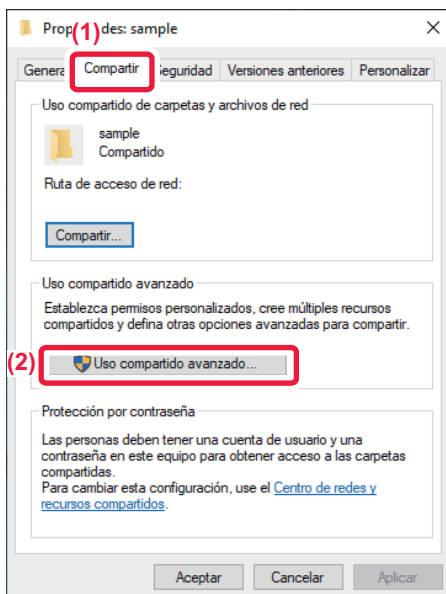 Prop des: sample
(1)
Genera Compartir eguridad Versiones anteriores Personalizar
Uso compartido de carpetas y archivos de red
sample
Compartido
Ruta de acceso de red:
Compartir...
Uso compartido avanzado
Establezca permisos personalizados, cree múltiples recursos
compartidos y defina otras opciones avanzadas para compartir.
(2)
Uso compartido avanzado...
Protección por contraseña
Las personas deben tener una cuenta de usuario y una
contraseña en este equipo para obtener acceso a las carpetas
compartidas.
Para cambiar esta configuración, use el Centro de redes y
recursos compartidos.
Aceptar Cancelar Aplicar